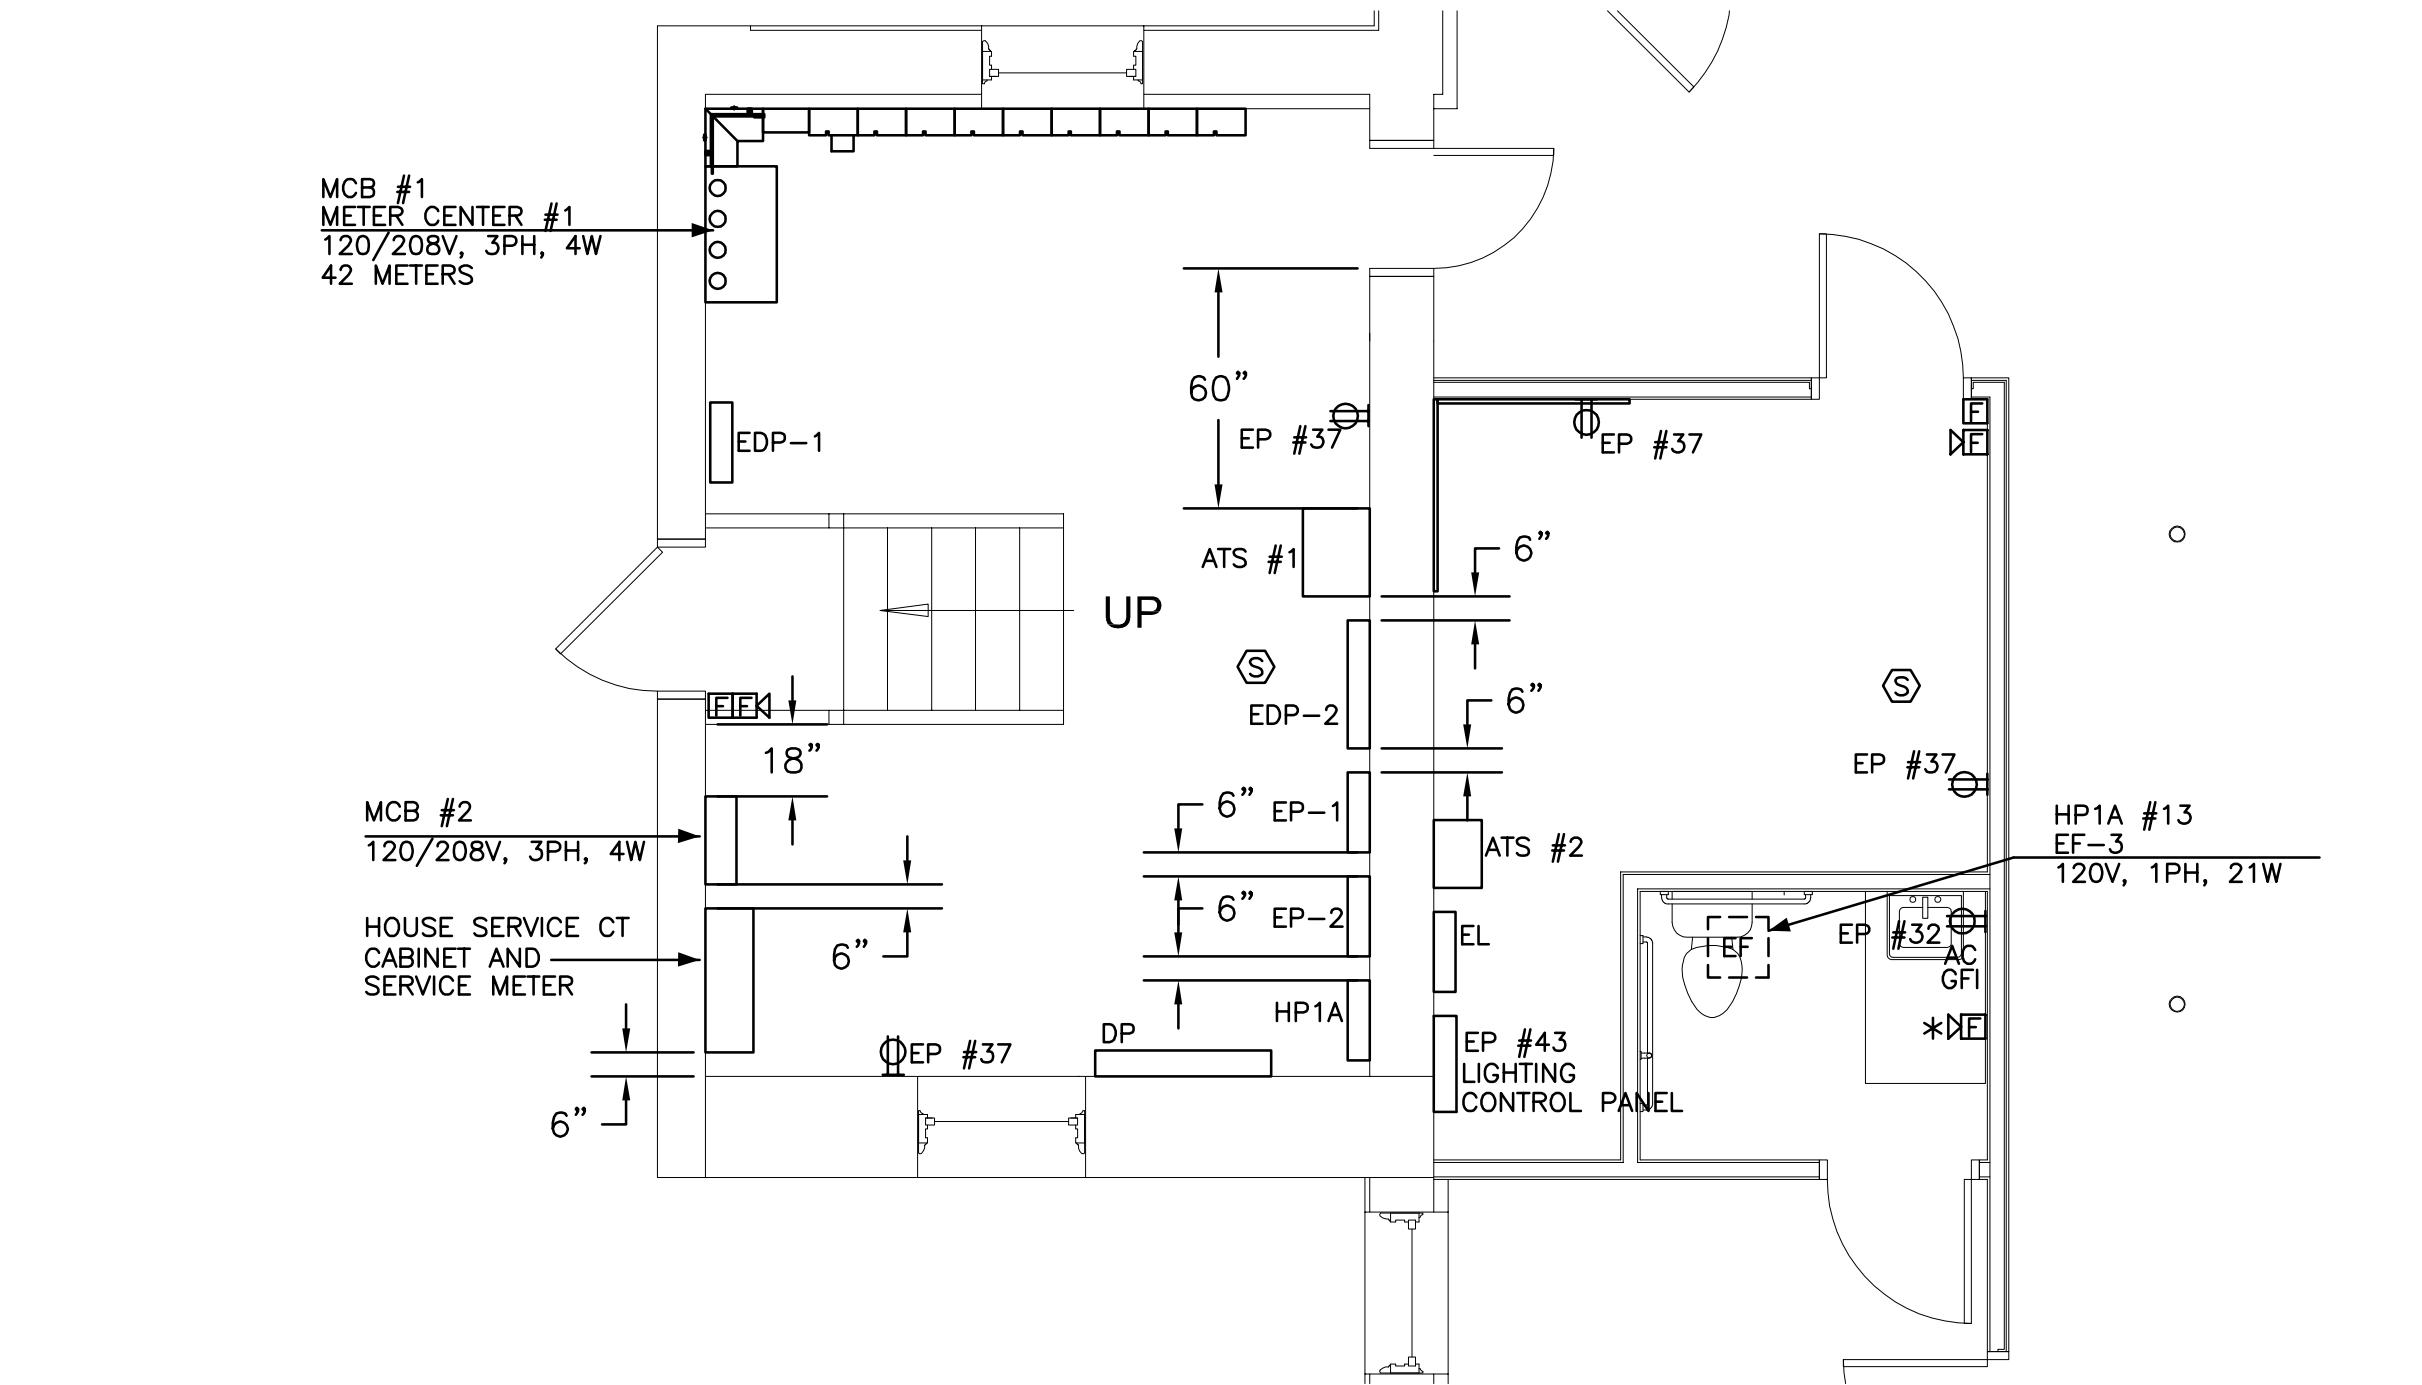 MCB #1
METER CENTER #1
120/208V, 3PH, 4W
42 METERS
60”
EP #37
EP #37
F
F
EDP-1
ATS #1
6”
UP
S
S
F F
EDP-2
6”
18”
EP #37
MCB #2
120/208V, 3PH, 4W
6”
EP-1
ATS #2
HP1A #13
EF-3
120V, 1PH, 21W
HOUSE SERVICE CT
CABINET AND
SERVICE METER
6”
6”
EP-2
EL
EF
EP #32
AC
GFI
HP1A
*F
DP
EP #37
EP #43
LIGHTING
CONTROL PANEL
6”